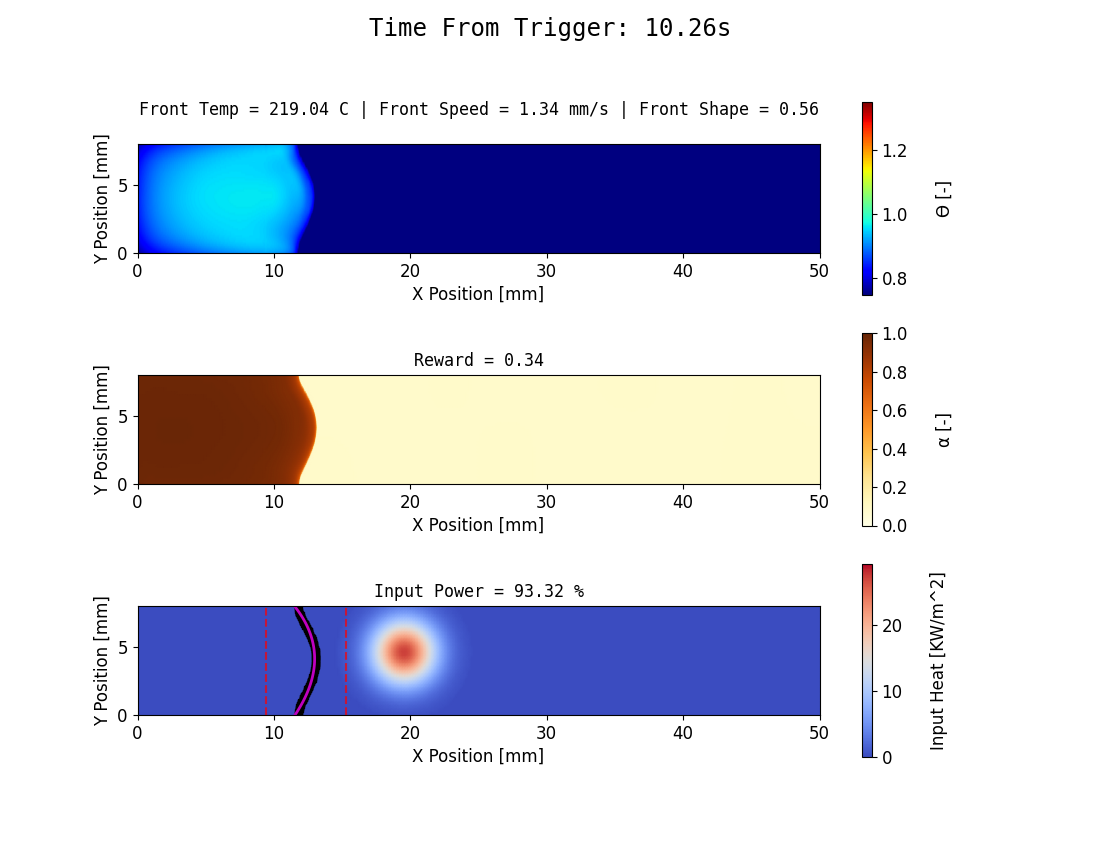 Time From Trigger: 10.26s
Front Temp = 219.04 C | Front Speed = 1.34 mm/s | Front Shape = 0.56
Y Position [mm]
5
0
0 10 20 30 40 50
X Position [mm]
1.2
1.0
0.8
Θ [-]
Reward = 0.34
Y Position [mm]
5
0
0 10 20 30 40 50
X Position [mm]
1.0
0.8
0.6
0.4
0.2
0.0
α [-]
Input Power = 93.32 %
Y Position [mm]
5
0
0 10 20 30 40 50
X Position [mm]
20
10
0
Input Heat [KW/m^2]